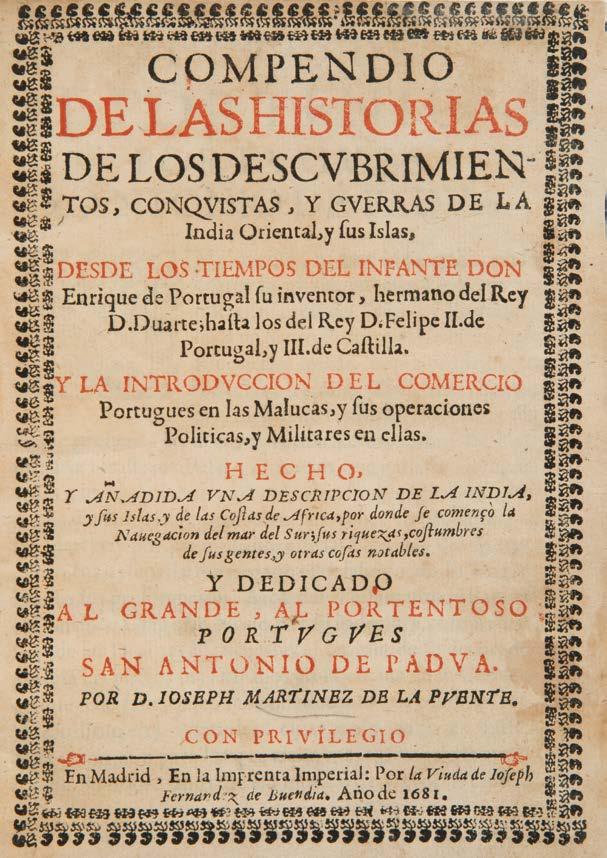 COMPENDIO
DE LAS HISTORIAS
DE LOS DESCVBRIMIEN-
TOS, CONQVISTAS, Y GVERRAS DE LA
India Oriental, y ſus Islas,
DESDE LOS TIEMPOS DEL INFANTE DON
Enrique de Portugal ſu inventor, hermano del Rey
D. Duarte; haſta los del Rey D. Felipe II. de
Portugal, y III. de Caſtilla.
Y LA INTRODVCCION DEL COMERCIO
Portugues en las Malucas, y ſus operaciones
Politicas, y Militares en ellas.
HECHO,
Y AÑADIDA VNA DESCRIPCION DE LA INDIA,
y ſus Islas, y de las Coſtas de Africa, por donde ſe començò la
Nauegacion del mar del Sur; ſus riquezas, coſtumbres
de ſus gentes, y otras coſas notables.
Y DEDICADO
AL GRANDE, AL PORTENTOSO
PORTVGVES
SAN ANTONIO DE PADVA.
POR D. IOSEPH MARTINEZ DE LA PVENTE.
CON PRIVILEGIO
En Madrid, En la Imprenta Imperial: Por la Viuda de Ioſeph
Fernandez de Buendia. Año de 1681.